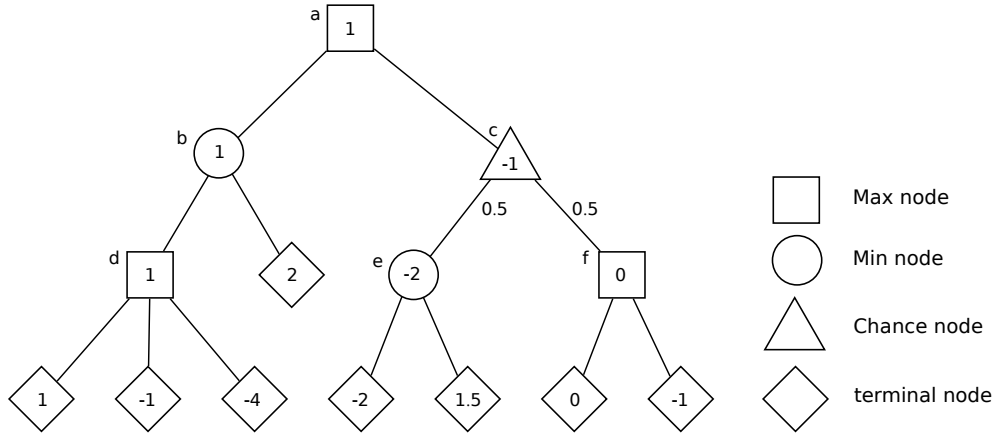 a
1
b
1
c
-1
0.5
0.5
d
1
2
e
-2
f
0
1
-1
-4
-2
1.5
0
-1
Max node
Min node
Chance node
terminal node